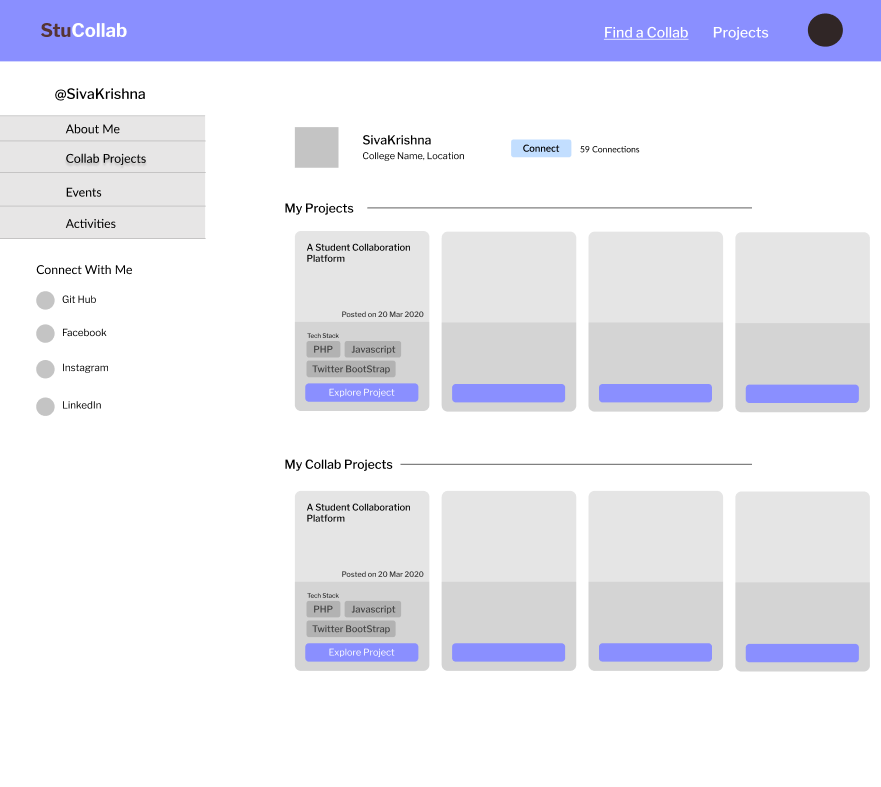 StuCollab
Find a Collab
Projects
@SivaKrishna
About Me
Collab Projects
Events
Activities
Connect With Me
Git Hub
Facebook
Instagram
LinkedIn
SivaKrishna
College Name, Location
Connect
59 Connections
My Projects
A Student Collaboration
Platform
Posted on 20 Mar 2020
Tech Stack
PHP
Javascript
Twitter BootStrap
Explore Project
My Collab Projects
A Student Collaboration
Platform
Posted on 20 Mar 2020
Tech Stack
PHP
Javascript
Twitter BootStrap
Explore Project